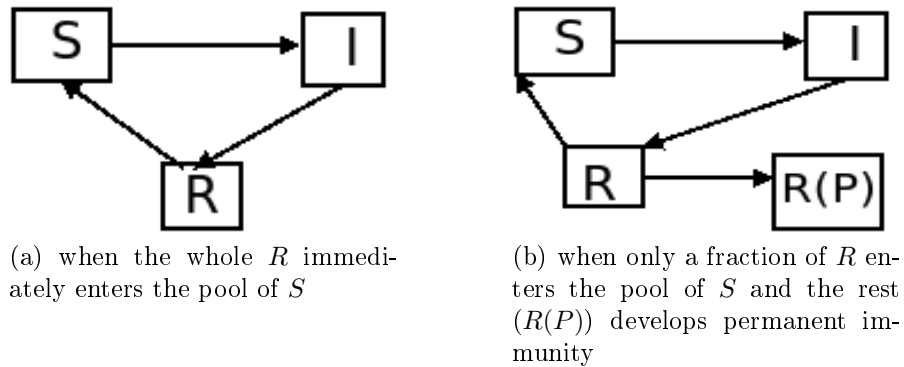 S
I
R
(a) when the whole R immedi-
ately enters the pool of S
S
I
R
R(P)
(b) when only a fraction of R en-
ters the pool of S and the rest
(R(P)) develops permanent im-
munity